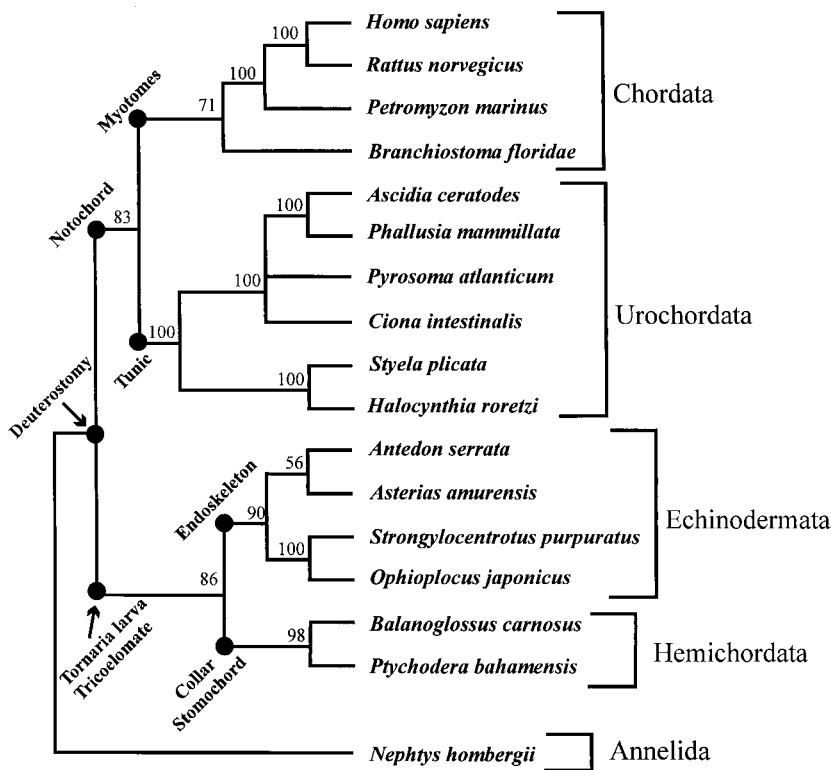 Homo sapiens
100
Rattus norvegicus
100
Petromyzon marinus
71
Branchiostoma floridae
Chordata
Myotomes
Notochord
83
Ascidia ceratodes
100
Phallusia mammillata
100
Pyrosoma atlanticum
Ciona intestinalis
Urochordata
100
Tunic
Styela plicata
100
Halocynthia roretzi
Deuterostomy
Antedon serrata
56
Asterias amurensis
Endoskeleton
90
Strongylocentrotus purpuratus
100
Ophioplocus japonicus
Echinodermata
86
Tornaria larva
Tricoelomate
Balanoglossus carnosus
98
Ptychodera bahamensis
Hemichordata
Collar
Stomochord
Nephtys hombergii
Annelida